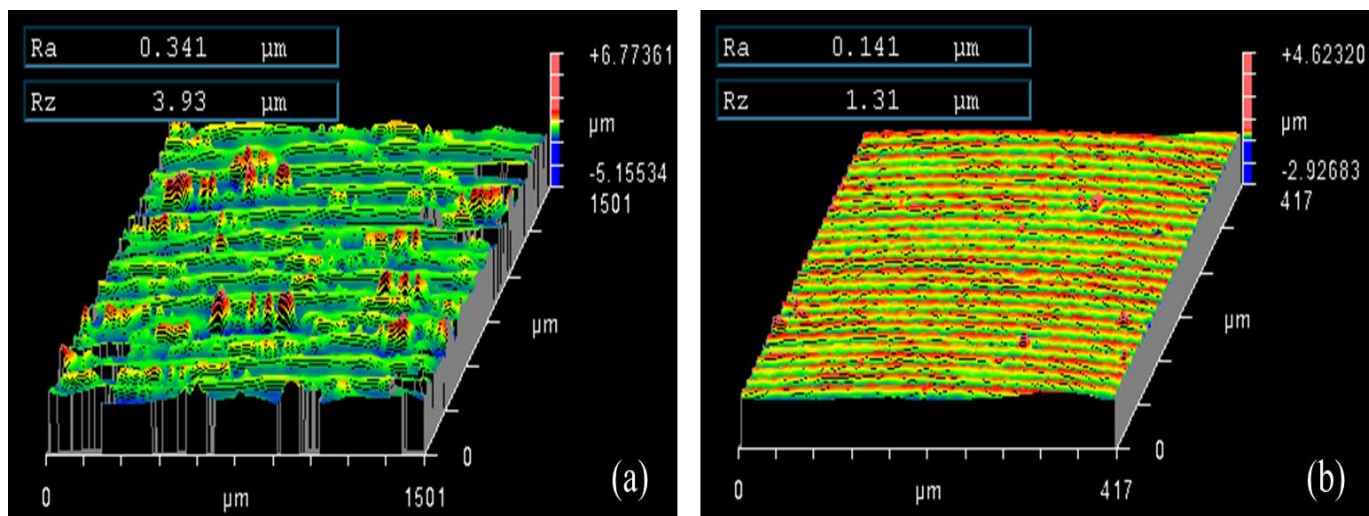 Ra 0.341 µm
Rz 3.93 µm
+6.77361
µm
-5.15534
1501
µm
0
0 µm 1501
(a)
Ra 0.141 µm
Rz 1.31 µm
+4.62320
µm
-2.92683
417
µm
0
0 µm 417
(b)